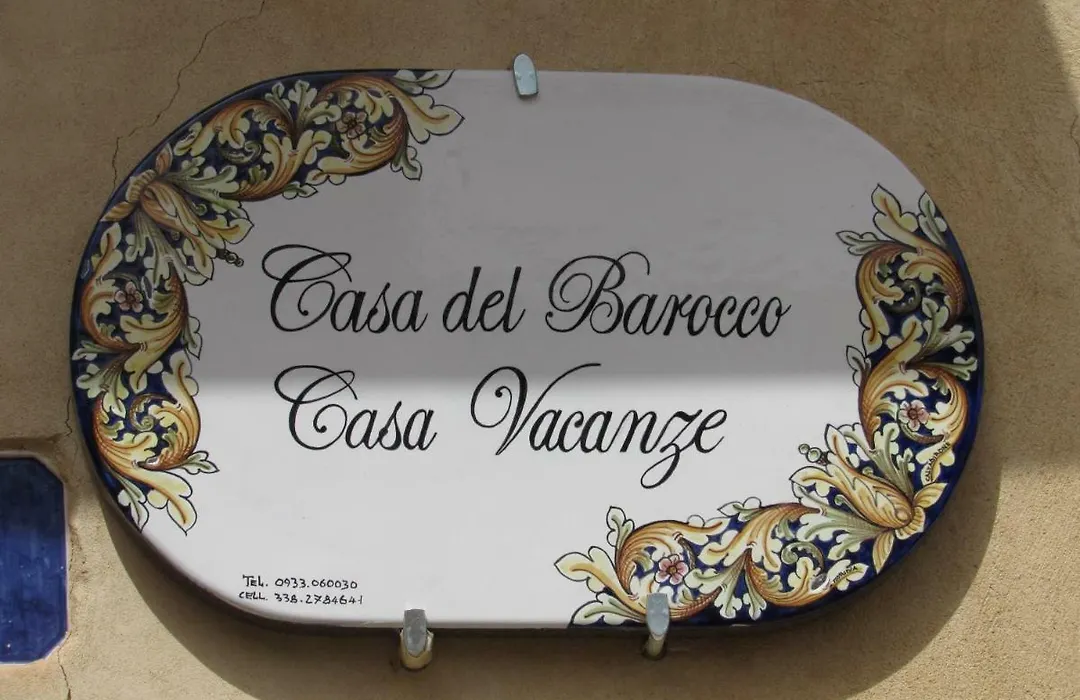 Casa del Barocco
Casa Vacanze
TEL. 0933.060030
CELL. 338.2784641